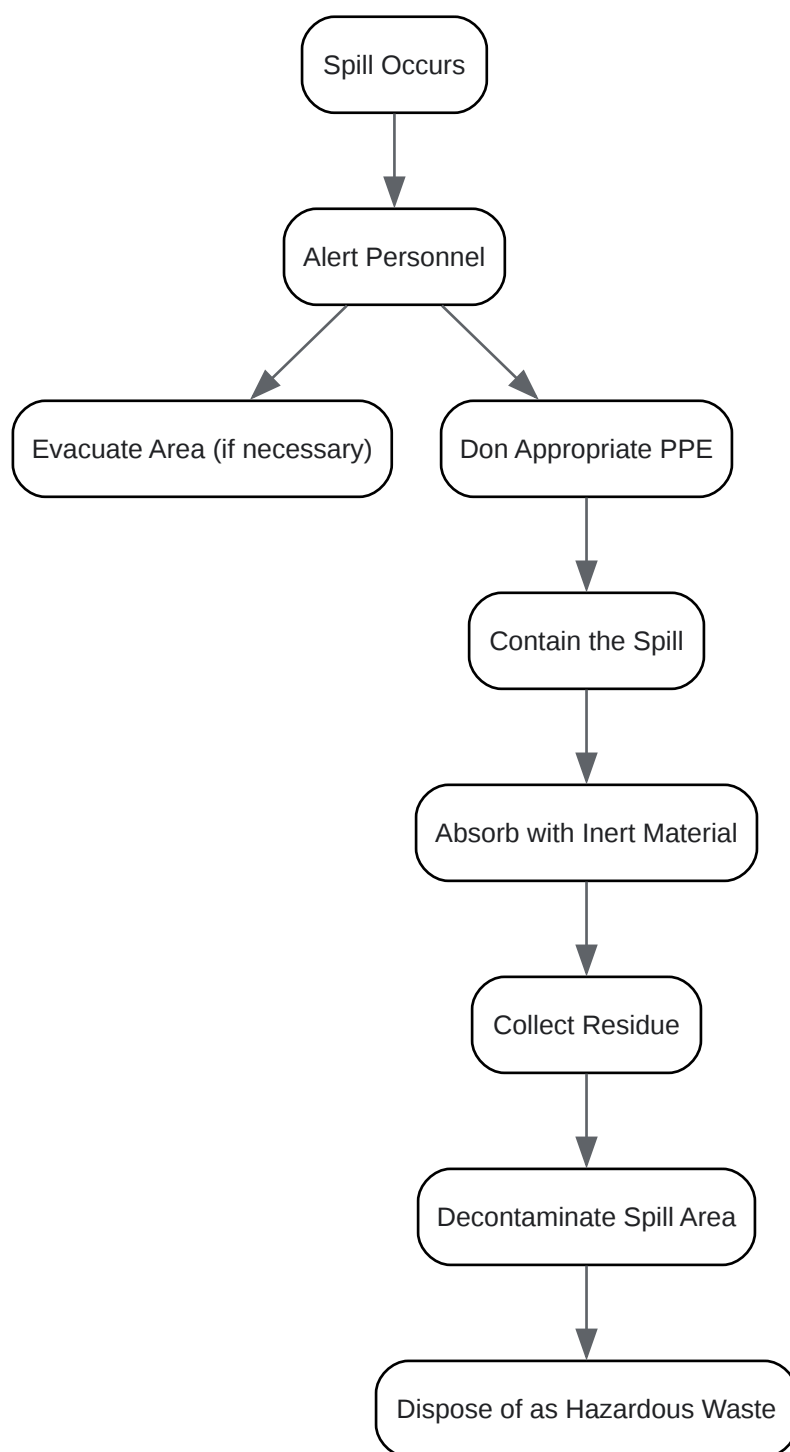 Spill Occurs
Alert Personnel
Evacuate Area (if necessary)
Don Appropriate PPE
Contain the Spill
Absorb with Inert Material
Collect Residue
Decontaminate Spill Area
Dispose of as Hazardous Waste